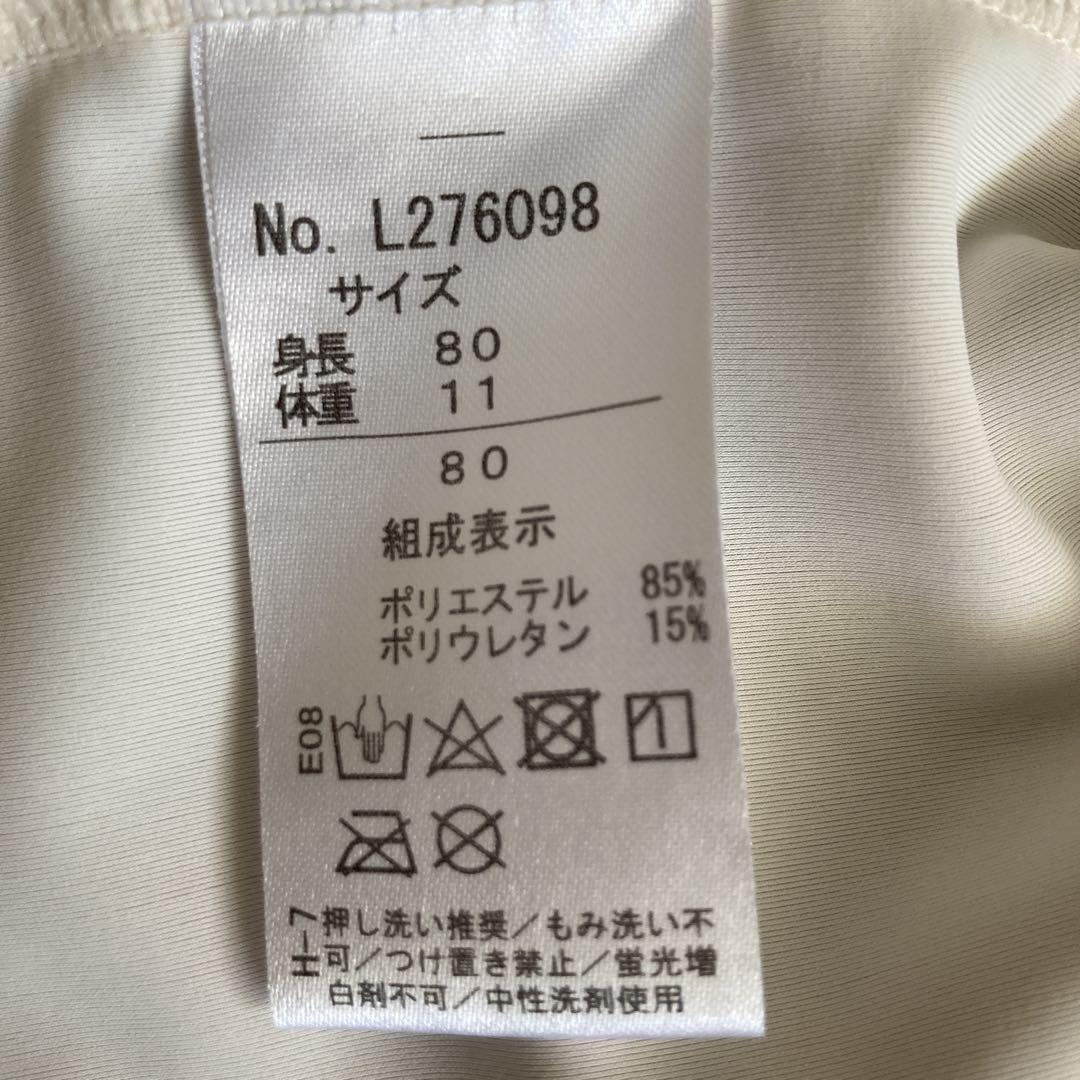 No. L276098
サイズ
身長 80
体重 11
80
組成表示
ポリエステル 85%
ポリウレタン 15%
E08
H-7
押し洗い推奨/もみ洗い不
可/つけ置き禁止/蛍光増
白剤不可/中性洗剤使用